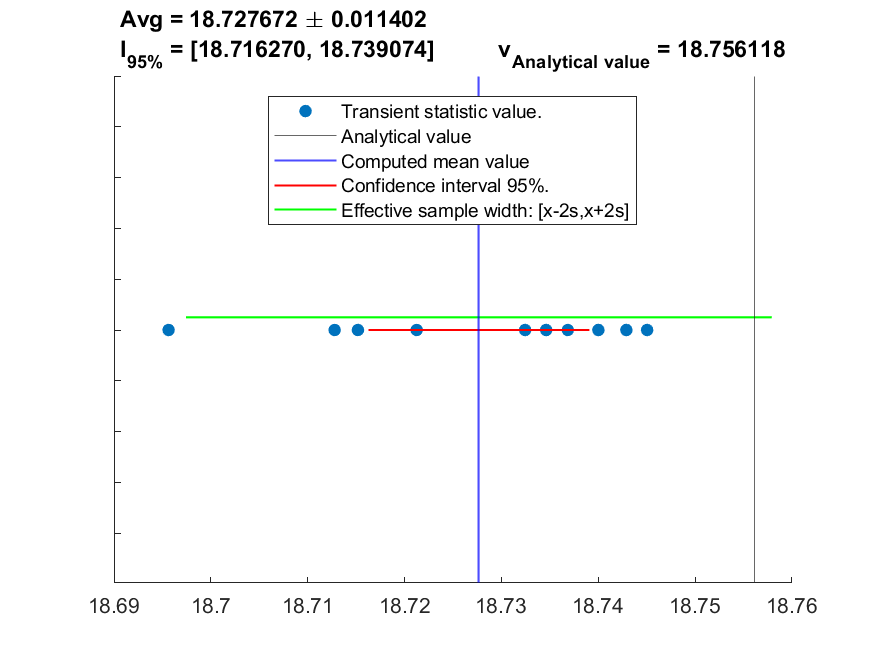 Avg = 18.727672 ± 0.011402
I95% = [18.716270, 18.739074] vAnalytical value = 18.756118
Transient statistic value.
Analytical value
Computed mean value
Confidence interval 95%.
Effective sample width: [x-2s,x+2s]
18.69 18.7 18.71 18.72 18.73 18.74 18.75 18.76